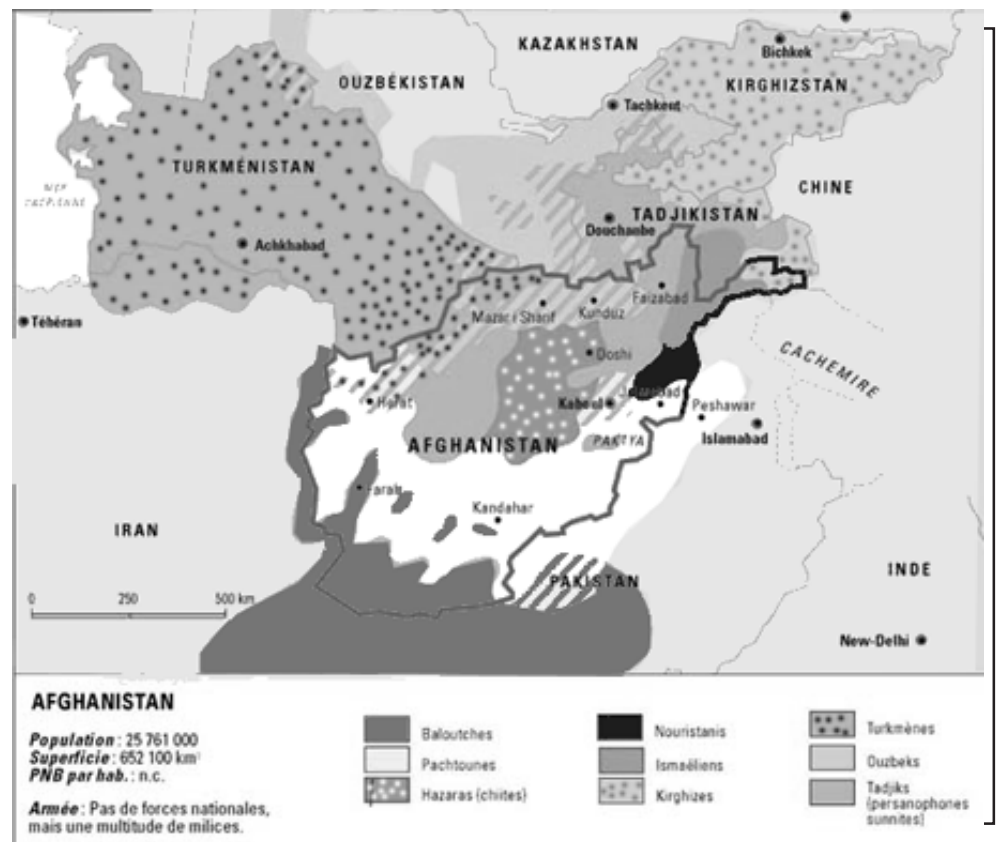 KAZAKHSTAN
Bichkek
OUZBÉKISTAN
KIRGHIZSTAN
Tachkent
TURKMÉNISTAN
CHINE
MER
CASPIENNE
TADJIKISTAN
Douchanbe
Achkhabad
Faizabad
Mazar i Sharif
Kunduz
Téhéran
Doshi
CACHEMIRE
Herat
Kaboul
Jalalabad
Peshawar
Islamabad
AFGHANISTAN
PAKTYA
Farah
Kandahar
IRAN
INDE
PAKISTAN
0 250 500 km
New-Delhi
AFGHANISTAN
Population : 25 761 000
Superficie : 652 100 km²
PNB par hab. : n.c.
Armée : Pas de forces nationales,
mais une multitude de milices.
Baloutches
Pachtounes
Hazaras (chiites)
Nouristanis
Ismaéliens
Kirghizes
Turkmènes
Ouzbeks
Tadjiks
(persanophones
sunnites)